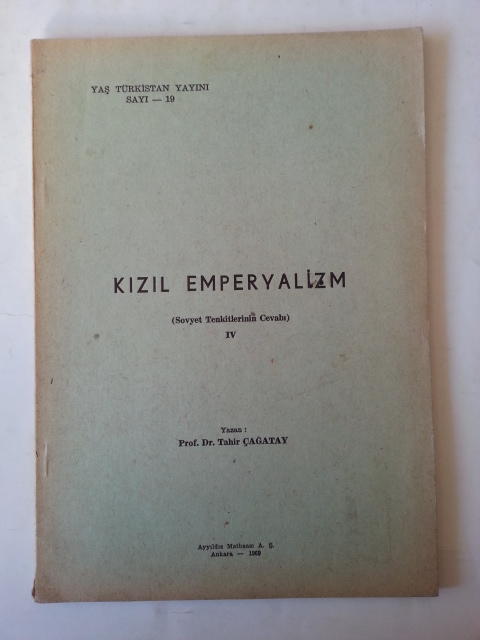 YAŞ TÜRKİSTAN YAYINI
SAYI — 19
KIZIL EMPERYALİZM
(Sovyet Tenkitlerinin Cevabı)
IV
Yazan :
Prof. Dr. Tahir ÇAĞATAY
Ayyıldız Matbaası A. Ş.
Ankara — 1969